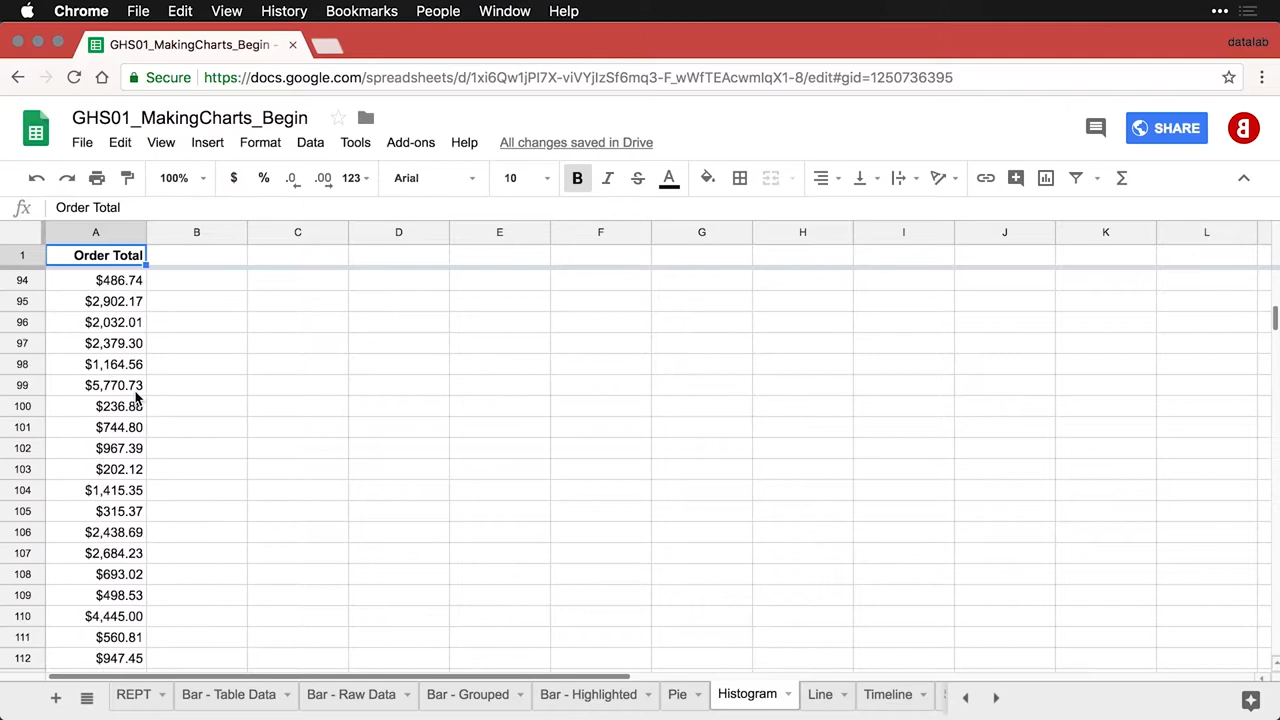 Chrome File Edit View History Bookmarks People Window Help
GHS01_MakingCharts_Begin -
datalab
Secure https://docs.google.com/spreadsheets/d/1xi6Qw1jPI7X-viVYjIzSf6mq3-F_wWfTEAcwmIqX1-8/edit#gid=1250736395
GHS01_MakingCharts_Begin
SHARE
File Edit View Insert Format Data Tools Add-ons Help All changes saved in Drive
100% $ % .0 .00 123 Arial 10 B I S A Σ
fx Order Total
A B C D E F G H I J K L
1 Order Total
94 $486.74
95 $2,902.17
96 $2,032.01
97 $2,379.30
98 $1,164.56
99 $5,770.73
100
101 $744.80
102 $967.39
103 $202.12
104 $1,415.35
105 $315.37
106 $2,438.69
107 $2,684.23
108 $693.02
109 $498.53
110 $4,445.00
111 $560.81
112 $947.45
REPT Bar - Table Data Bar - Raw Data Bar - Grouped Bar - Highlighted Pie Histogram Line Timeline